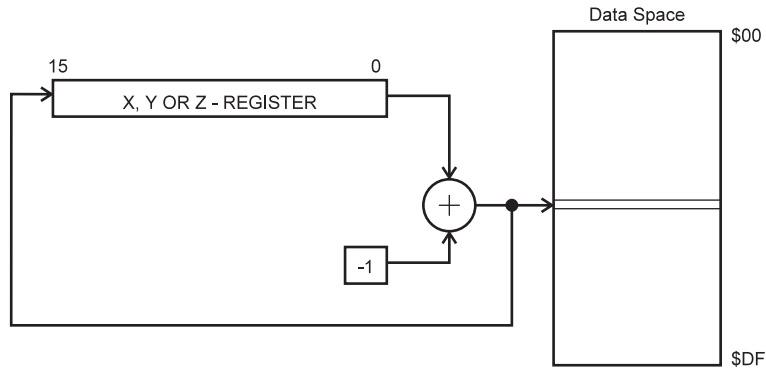 Data Space
$00
15 0
X, Y OR Z - REGISTER
+
-1
$DF